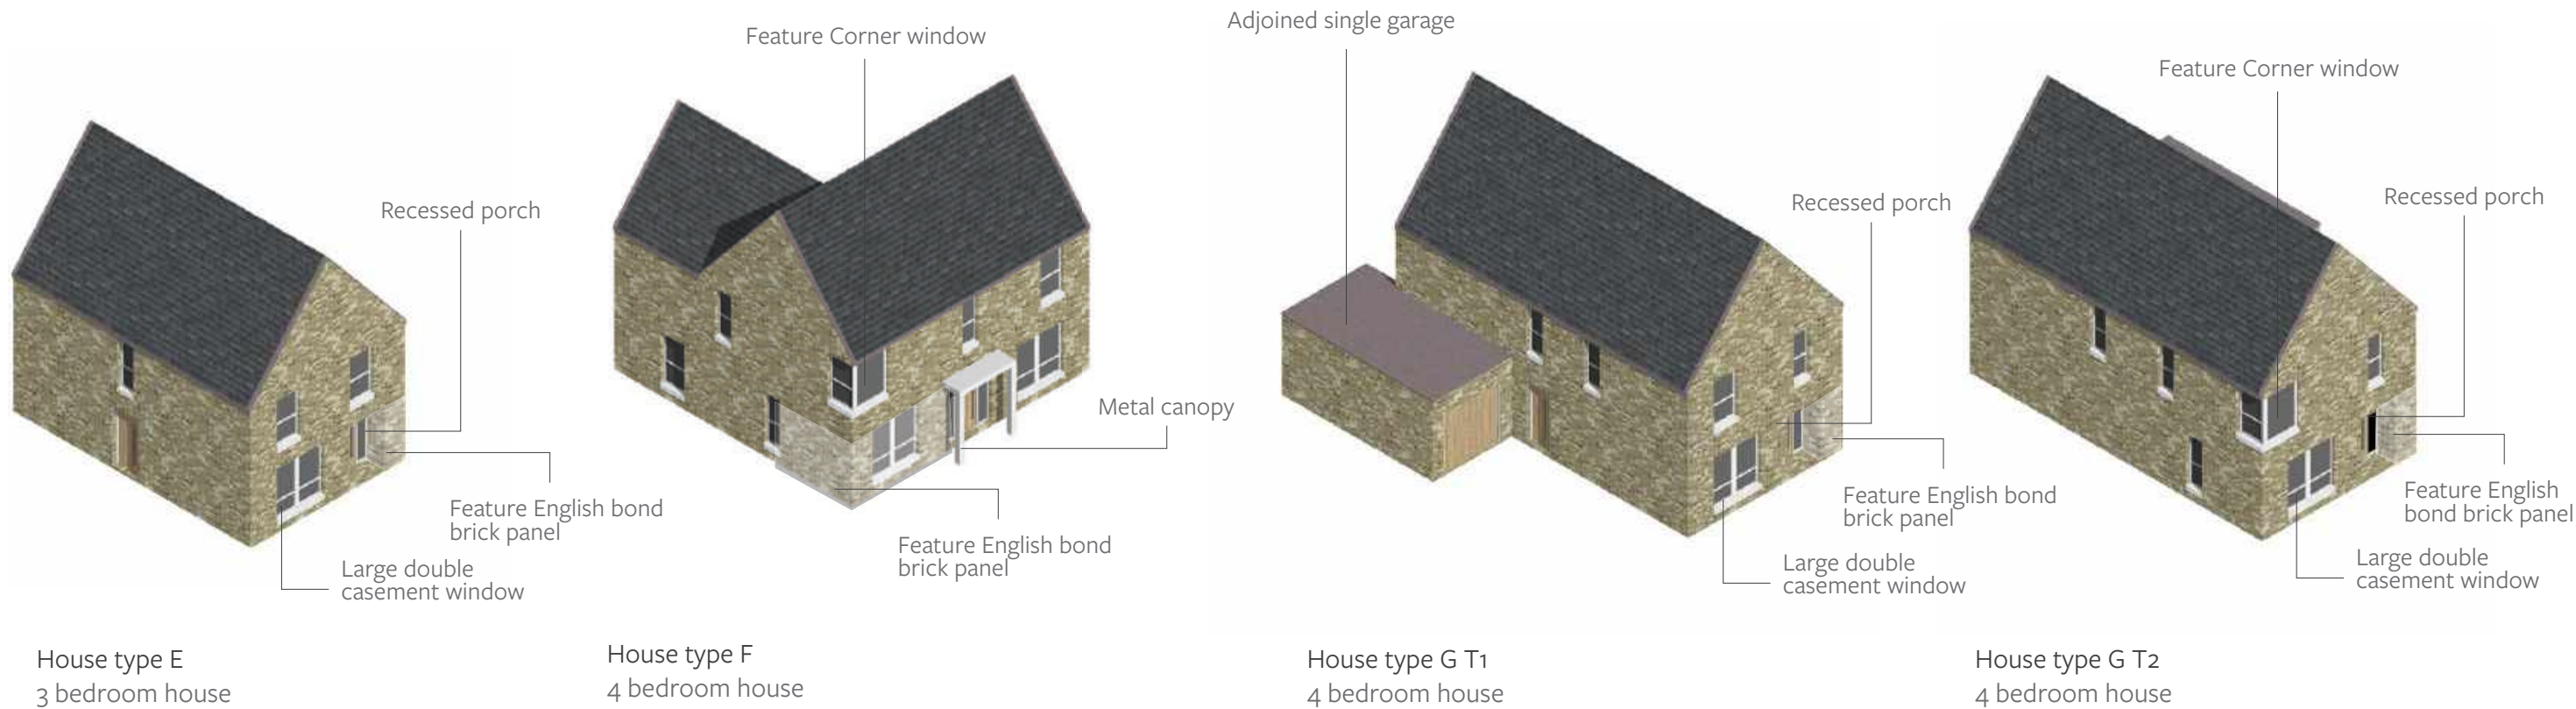 Feature Corner window
Recessed porch
Feature English bond
brick panel
Large double
casement window
House type E
3 bedroom house
Metal canopy
Feature English bond
brick panel
House type F
4 bedroom house
Adjoined single garage
Recessed porch
Feature English bond
brick panel
Large double
casement window
House type G T1
4 bedroom house
Feature Corner window
Recessed porch
Feature English
bond brick panel
Large double
casement window
House type G T2
4 bedroom house